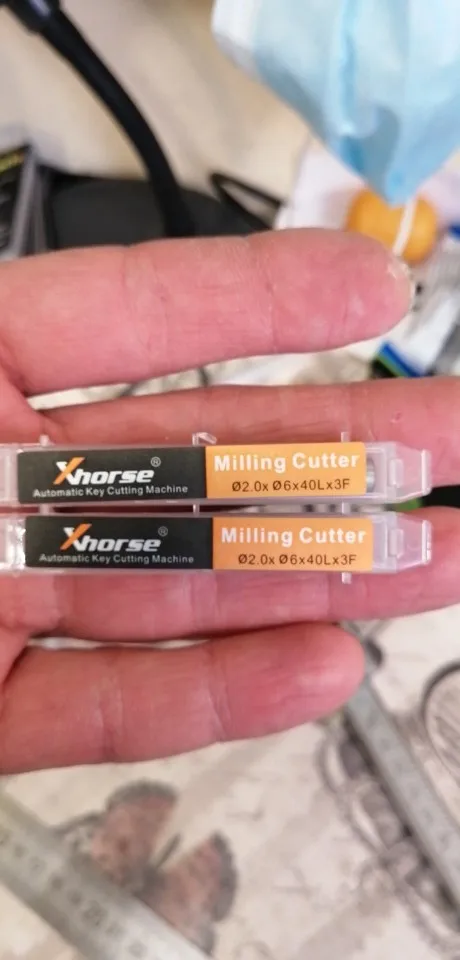 Xhorse® Milling Cutter
Automatic Key Cutting Machine Ø2.0x Ø6x40Lx3F
Xhorse® Milling Cutter
Automatic Key Cutting Machine Ø2.0x Ø6x40Lx3F